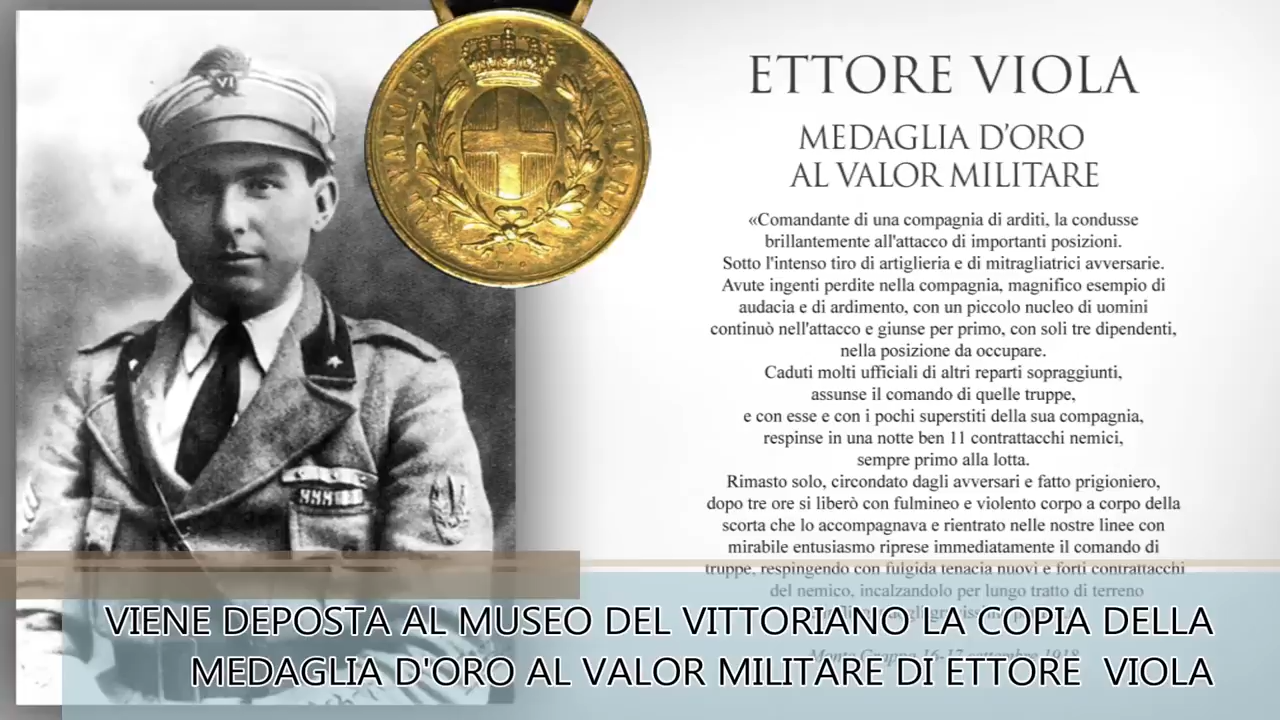 VI
AL VALORE MILITARE
ETTORE VIOLA
MEDAGLIA D'ORO
AL VALOR MILITARE
«Comandante di una compagnia di arditi, la condusse
brillantemente all'attacco di importanti posizioni.
Sotto l'intenso tiro di artiglieria e di mitragliatrici avversarie.
Avute ingenti perdite nella compagnia, magnifico esempio di
audacia e di ardimento, con un piccolo nucleo di uomini
continuò nell'attacco e giunse per primo, con soli tre dipendenti,
nella posizione da occupare.
Caduti molti ufficiali di altri reparti sopraggiunti,
assunse il comando di quelle truppe,
e con esse e con i pochi superstiti della sua compagnia,
respinse in una notte ben 11 contrattacchi nemici,
sempre primo alla lotta.
Rimasto solo, circondato dagli avversari e fatto prigioniero,
dopo tre ore si liberò con fulmineo e violento corpo a corpo della
scorta che lo accompagnava e rientrato nelle nostre linee con
mirabile entusiasmo riprese immediatamente il comando di
truppe, respingendo con fulgida tenacia nuovi e forti contrattacchi
del nemico, incalzandolo per lungo tratto di terreno
Monte Grappa 16-17 settembre 1918
VIENE DEPOSTA AL MUSEO DEL VITTORIANO LA COPIA DELLA
MEDAGLIA D'ORO AL VALOR MILITARE DI ETTORE VIOLA